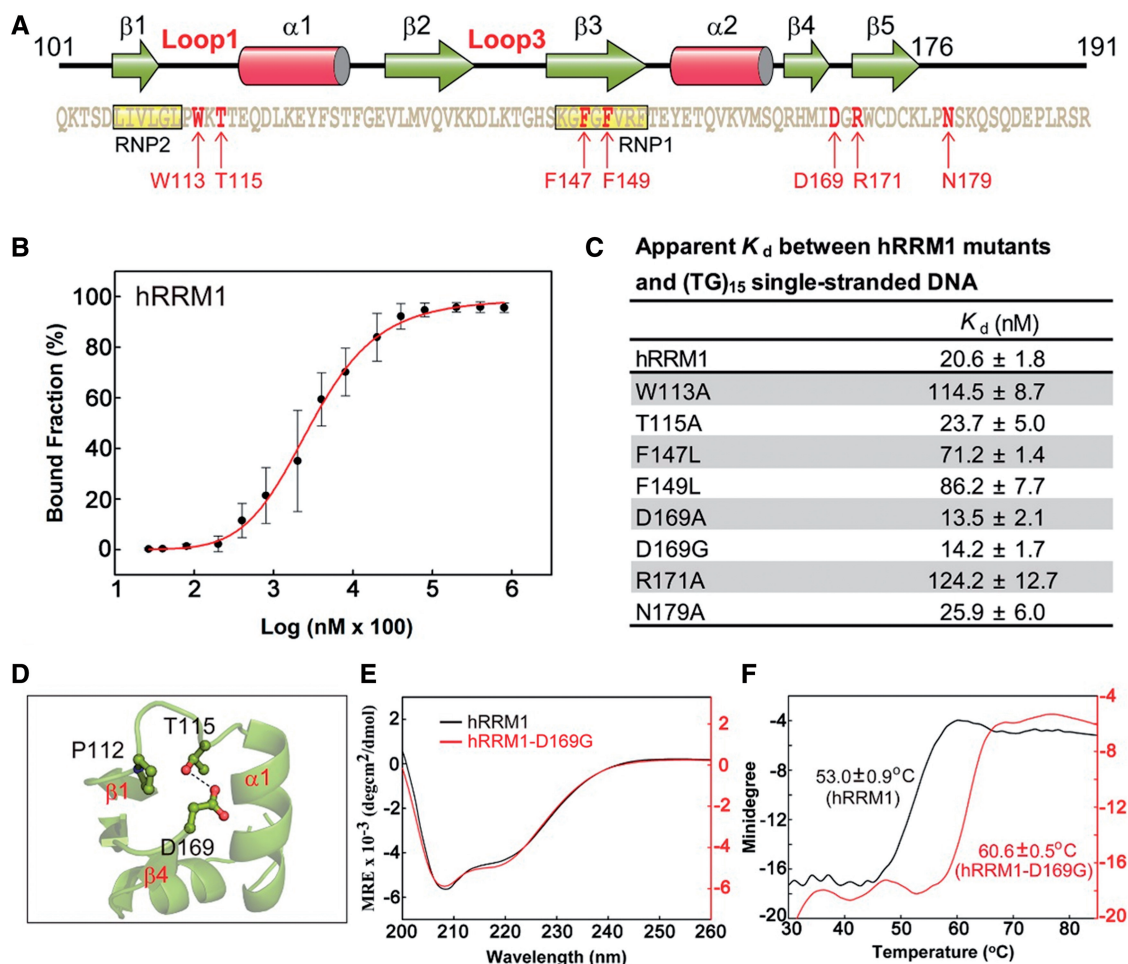 A
101
β1
Loop1
α1
β2
Loop3
β3
α2
β4
β5
176
191
QKTSDLIVLGLPWKTTEQDLKEYFSTFGEVLMVQVKKDLKTGHSKGFGFVRFTEYETQVKVMSQRHMIDGRWCDCKLPNSKQSQDEPLRSR
RNP2
RNP1
W113
T115
F147
F149
D169
R171
N179
B
hRRM1
Bound Fraction (%)
100
80
60
40
20
0
1 2 3 4 5 6
Log (nM x 100)
C
Apparent K d between hRRM1 mutants
and (TG)15 single-stranded DNA
K d (nM)
hRRM1 20.6 ± 1.8
W113A 114.5 ± 8.7
T115A 23.7 ± 5.0
F147L 71.2 ± 1.4
F149L 86.2 ± 7.7
D169A 13.5 ± 2.1
D169G 14.2 ± 1.7
R171A 124.2 ± 12.7
N179A 25.9 ± 6.0
D
T115
P112
β1
α1
D169
β4
E
MRE x 10⁻³ (degcm²/dmol)
2
0
-2
-4
-6
hRRM1
hRRM1-D169G
2
0
-2
-4
-6
200 210 220 230 240 250 260
Wavelength (nm)
F
Minidegree
-4
-8
-12
-16
-20
53.0±0.9°C
(hRRM1)
60.6±0.5°C
(hRRM1-D169G)
-4
-8
-12
-16
-20
30 40 50 60 70 80
Temperature (°C)